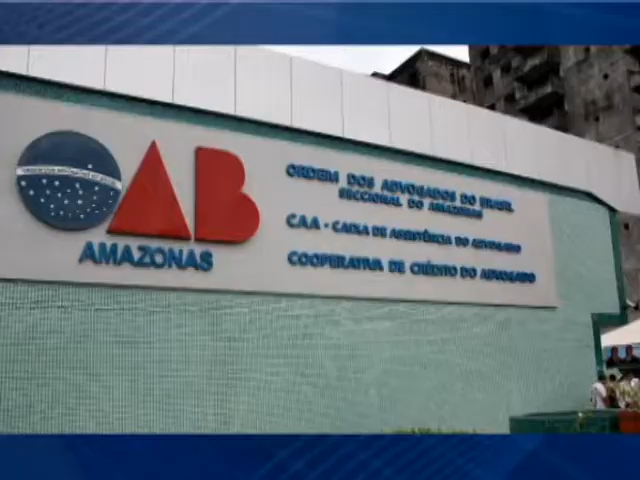 OAB
AMAZONAS
ORDEM DOS ADVOGADOS DO BRASIL
SECCIONAL DO AMAZONAS
CAA - CAIXA DE ASSISTÊNCIA DO ADVOGADO
COOPERATIVA DE CRÉDITO DO ADVOGADO